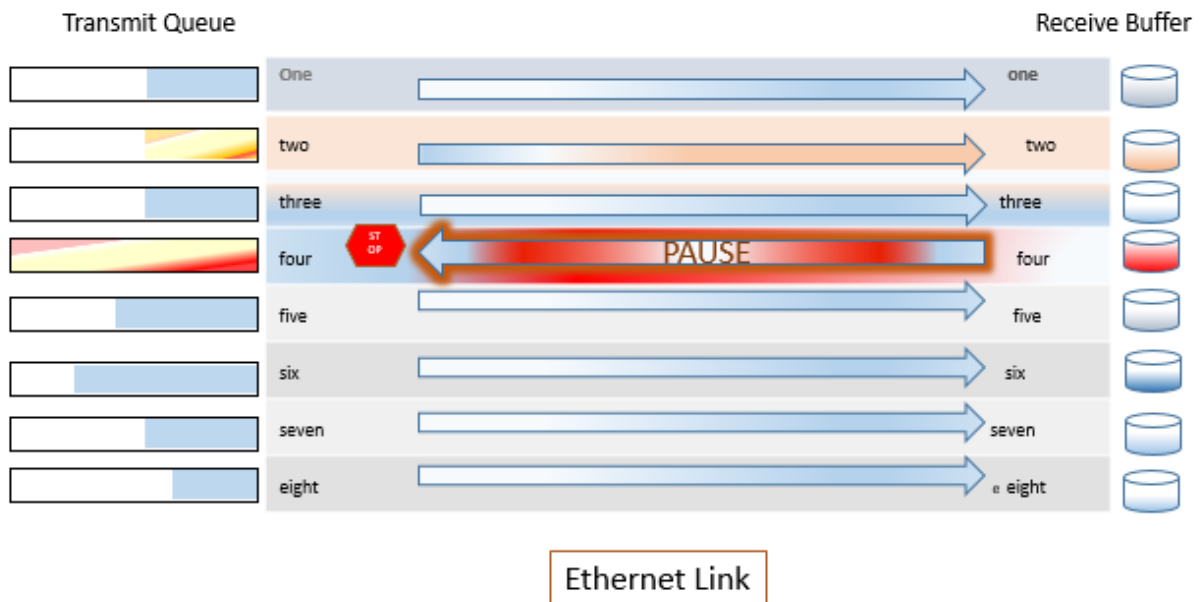 Transmit Queue
Receive Buffer
One
one
two
two
three
three
ST
OP
PAUSE
four
four
five
five
six
six
seven
seven
eight
e eight
Ethernet Link